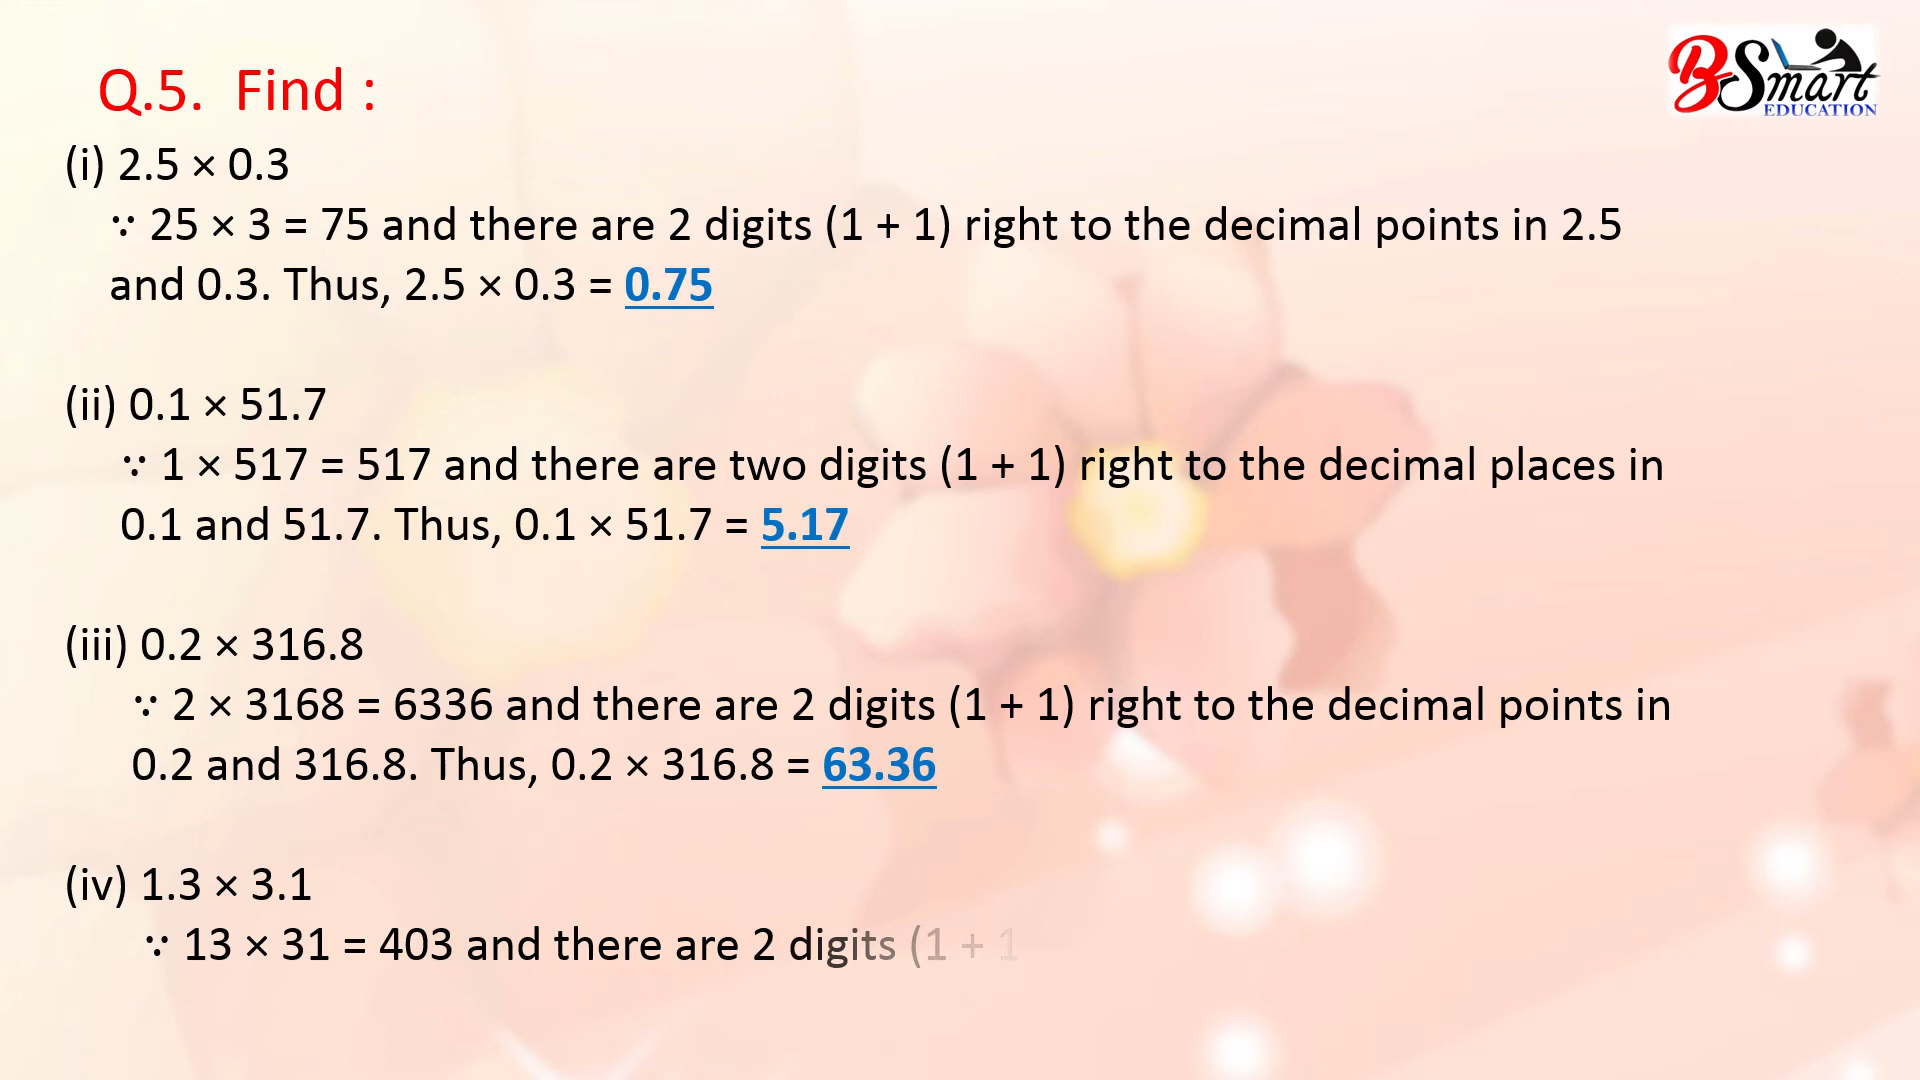 BSmart
EDUCATION
Q.5. Find :
(i) 2.5 × 0.3
∵ 25 × 3 = 75 and there are 2 digits (1 + 1) right to the decimal points in 2.5
and 0.3. Thus, 2.5 × 0.3 = 0.75
(ii) 0.1 × 51.7
∵ 1 × 517 = 517 and there are two digits (1 + 1) right to the decimal places in
0.1 and 51.7. Thus, 0.1 × 51.7 = 5.17
(iii) 0.2 × 316.8
∵ 2 × 3168 = 6336 and there are 2 digits (1 + 1) right to the decimal points in
0.2 and 316.8. Thus, 0.2 × 316.8 = 63.36
(iv) 1.3 × 3.1
∵ 13 × 31 = 403 and there are 2 digits (1 + 1